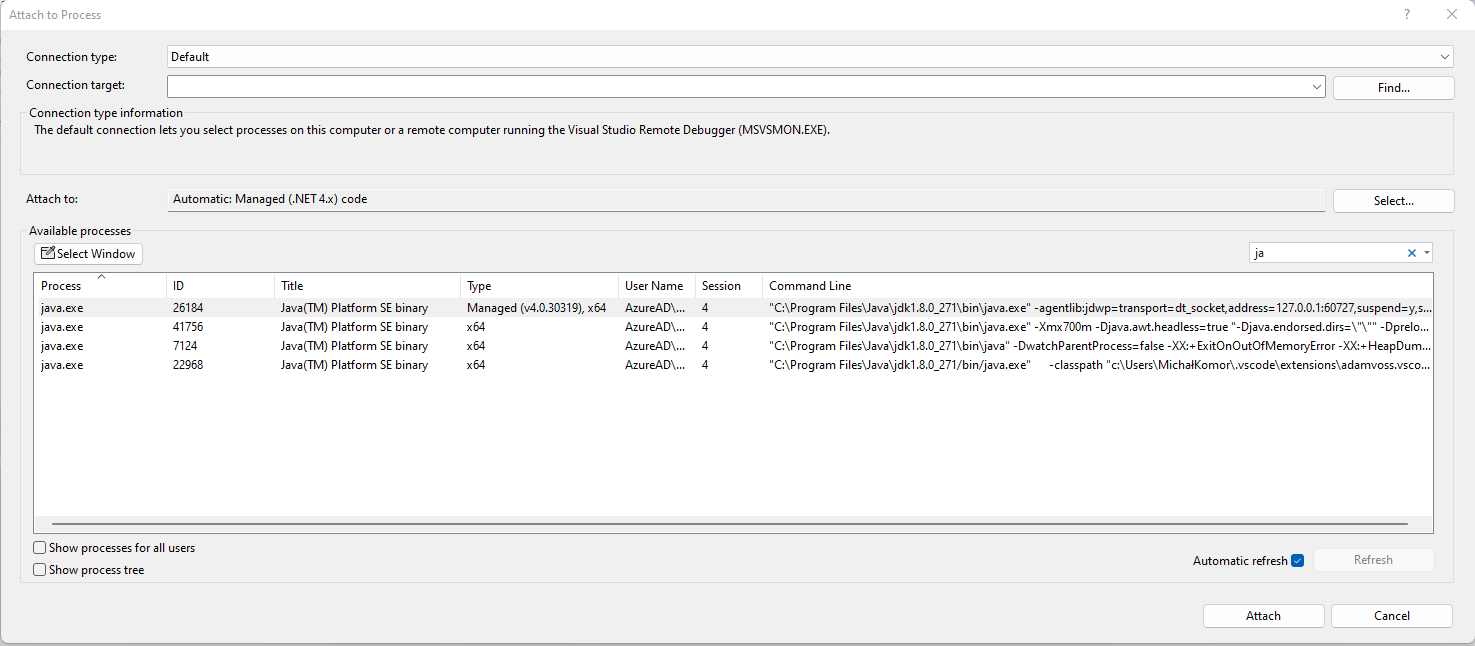 Attach to Process
Connection type: Default
Connection target: Find...
Connection type information
The default connection lets you select processes on this computer or a remote computer running the Visual Studio Remote Debugger (MSVSMON.EXE).
Attach to: Automatic: Managed (.NET 4.x) code Select...
Available processes
Select Window ja
Process ID Title Type User Name Session Command Line
java.exe 26184 Java(TM) Platform SE binary Managed (v4.0.30319), x64 AzureAD\... 4 "C:\Program Files\Java\jdk1.8.0_271\bin\java.exe" -agentlib:jdwp=transport=dt_socket,address=127.0.0.1:60727,suspend=y,s...
java.exe 41756 Java(TM) Platform SE binary x64 AzureAD\... 4 "C:\Program Files\Java\jdk1.8.0_271\bin\java.exe" -Xmx700m -Djava.awt.headless=true "-Djava.endorsed.dirs=\"\"" -Dprelo...
java.exe 7124 Java(TM) Platform SE binary x64 AzureAD\... 4 "C:\Program Files\Java\jdk1.8.0_271\bin\java" -DwatchParentProcess=false -XX:+ExitOnOutOfMemoryError -XX:+HeapDum...
java.exe 22968 Java(TM) Platform SE binary x64 AzureAD\... 4 "C:\Program Files\Java\jdk1.8.0_271/bin/java.exe" -classpath "c:\Users\MichałKomor\.vscode\extensions\adamvoss.vsco...
Show processes for all users
Automatic refresh Refresh
Show process tree
Attach Cancel